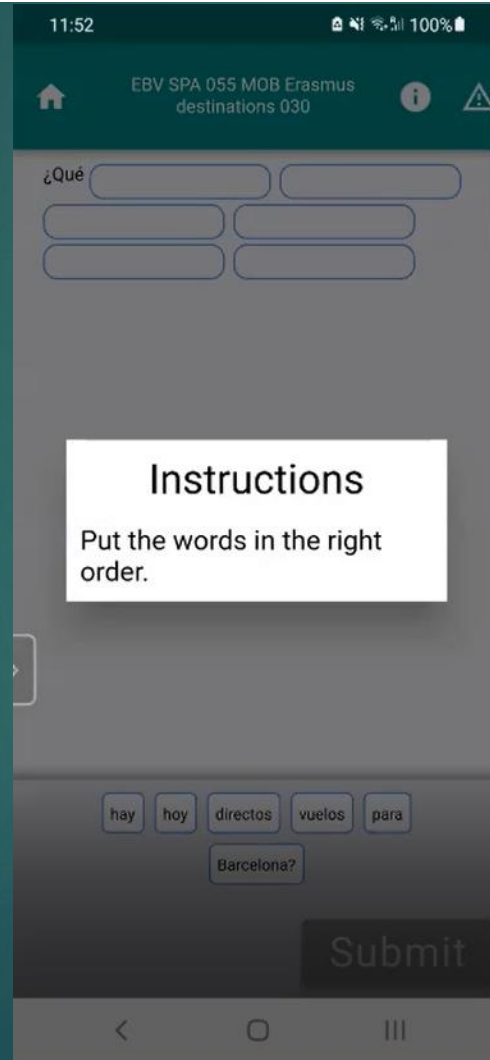 11:52 100%
EBV SPA 055 MOB Erasmus
destinations 030
¿Qué
Instructions
Put the words in the right
order.
hay hoy directos vuelos para
Barcelona?
Submit